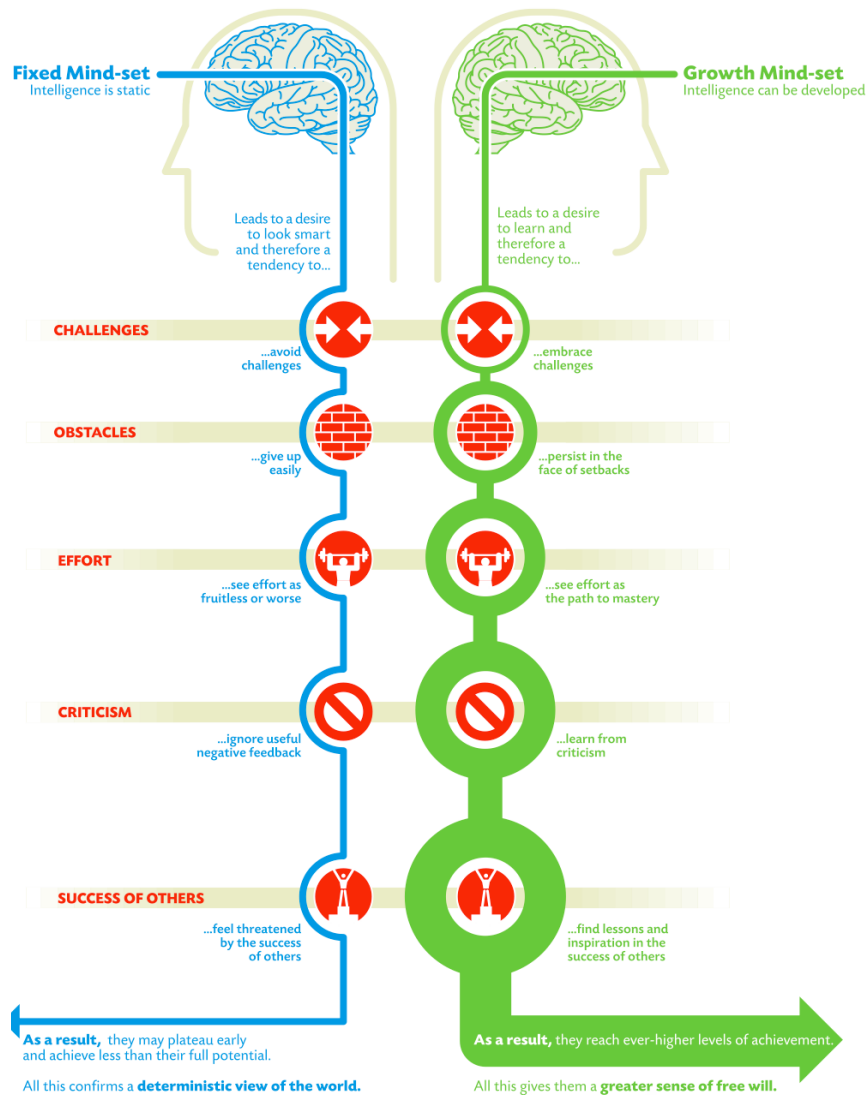 Fixed Mind-set
Intelligence is static
Growth Mind-set
Intelligence can be developed
Leads to a desire
to look smart
and therefore a
tendency to...
Leads to a desire
to learn and
therefore a
tendency to...
CHALLENGES
...avoid
challenges
...embrace
challenges
OBSTACLES
...give up
easily
...persist in the
face of setbacks
EFFORT
...see effort as
fruitless or worse
...see effort as
the path to mastery
CRITICISM
...ignore useful
negative feedback
...learn from
criticism
SUCCESS OF OTHERS
...feel threatened
by the success
of others
...find lessons and
inspiration in the
success of others
As a result, they may plateau early
and achieve less than their full potential.
All this confirms a deterministic view of the world.
As a result, they reach ever-higher levels of achievement.
All this gives them a greater sense of free will.